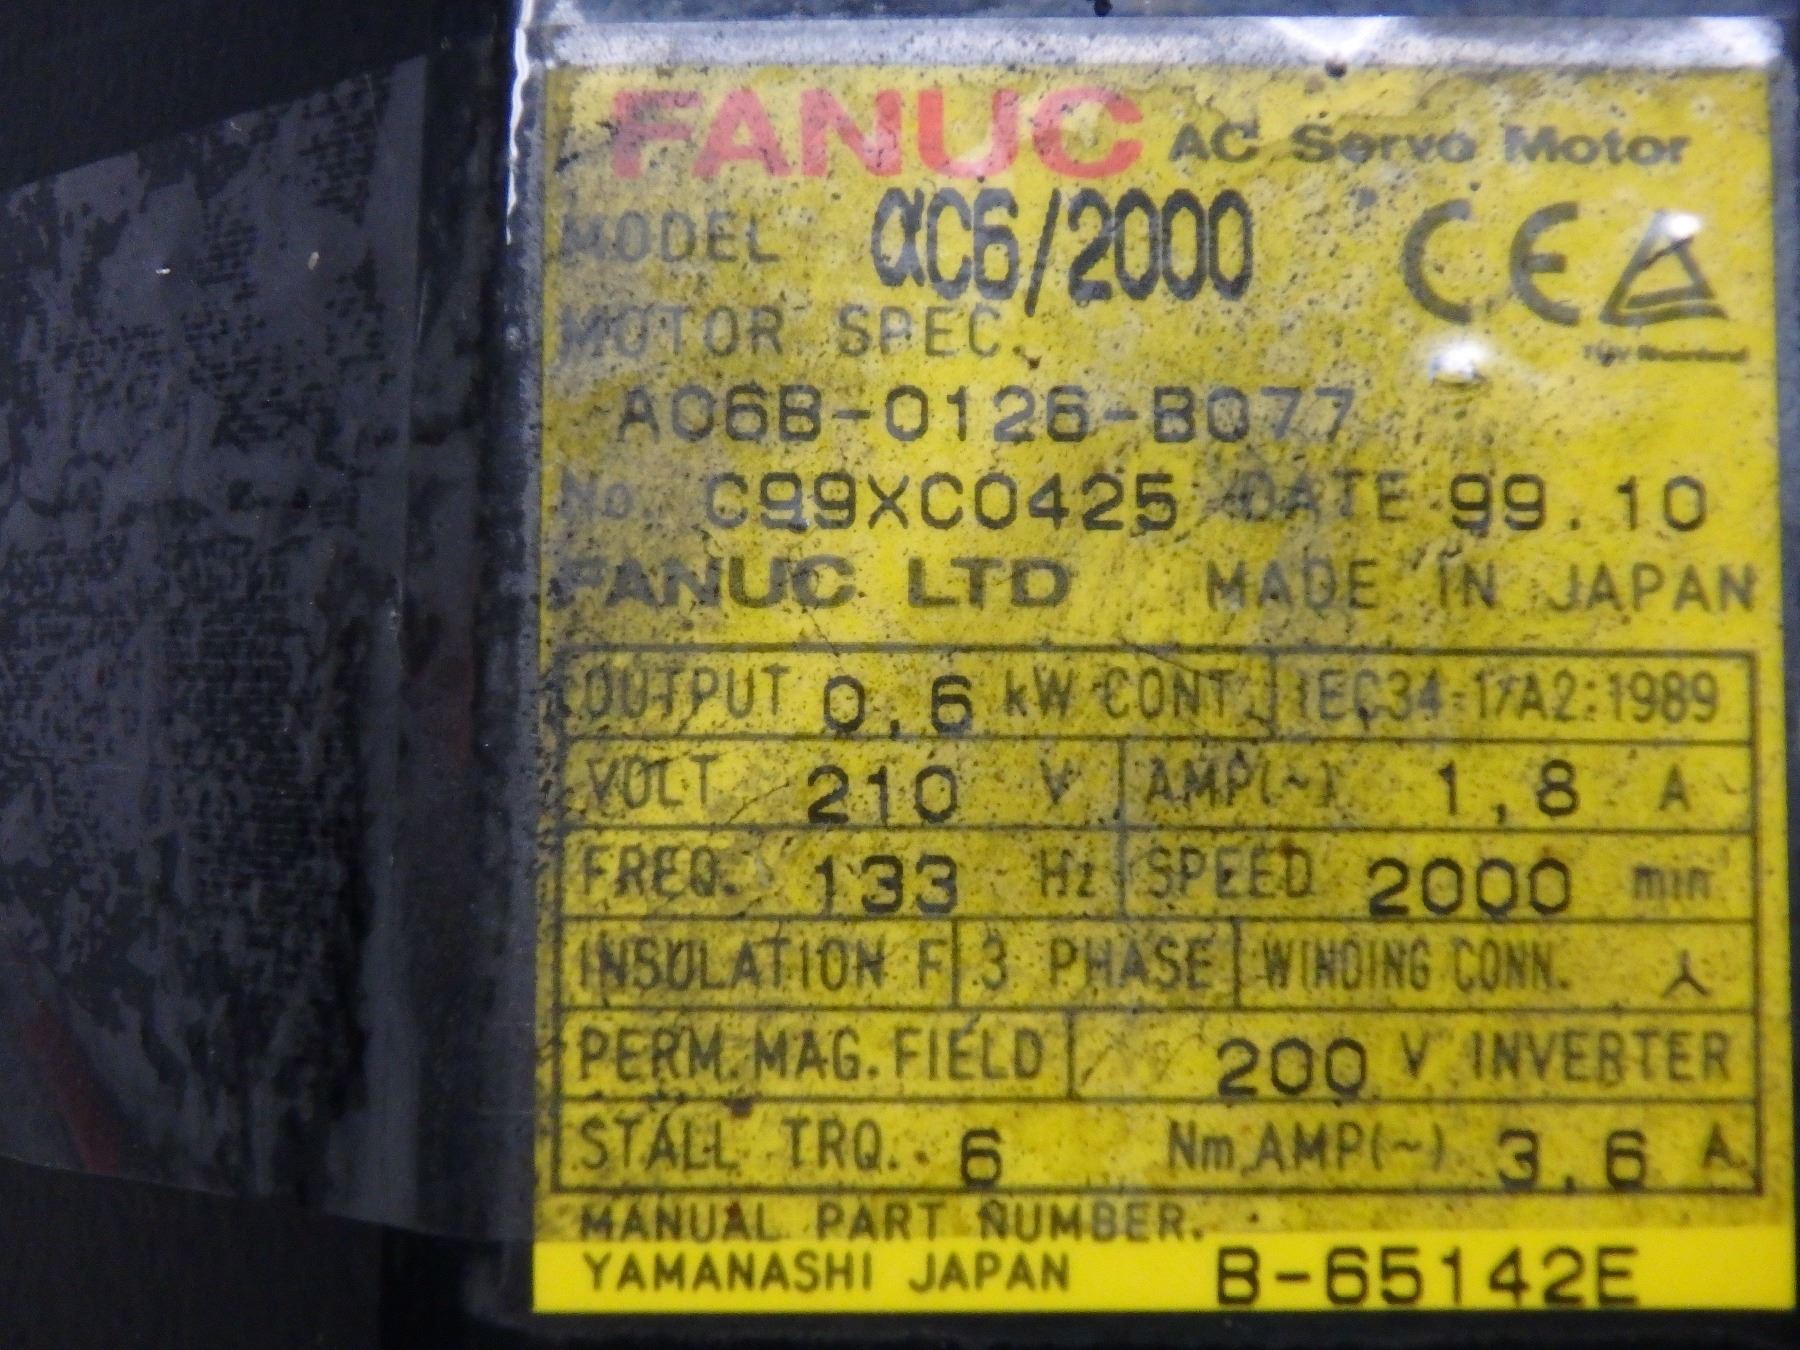 FANUC AC Servo Motor
MODEL αC6/2000 CE
MOTOR SPEC. TÜV Rheinland
A06B-0126-B077
No. C99XC0425 DATE 99.10
FANUC LTD MADE IN JAPAN
OUTPUT 0,6 kW CONT. IEC34-1/A2:1989
VOLT 210 V AMP(~) 1,8 A
FREQ. 133 Hz SPEED 2000 min
INSULATION F 3 PHASE WINDING CONN.
PERM.MAG.FIELD 200 V INVERTER
STALL TRQ. 6 Nm AMP(~) 3,6 A
MANUAL PART NUMBER.
YAMANASHI JAPAN B-65142E